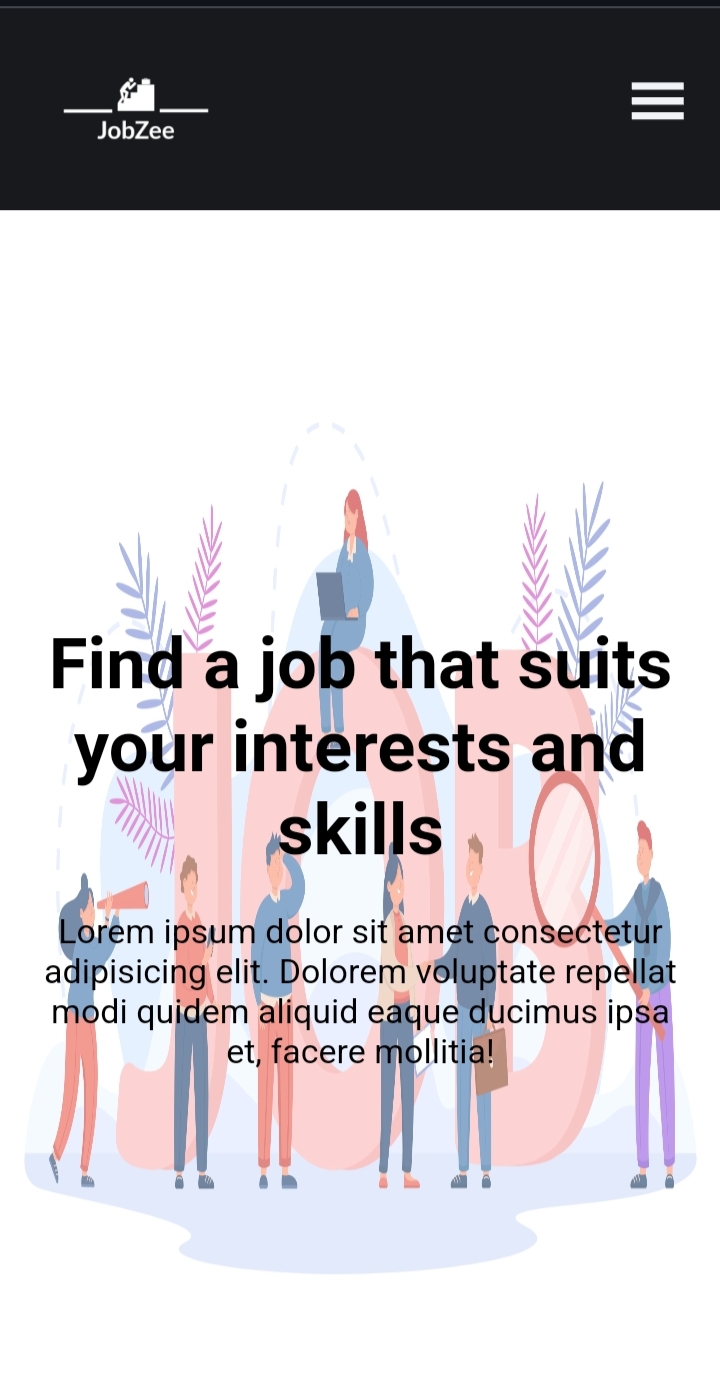 JobZee
Find a job that suits
your interests and
skills
Lorem ipsum dolor sit amet consectetur
adipisicing elit. Dolorem voluptate repellat
modi quidem aliquid eaque ducimus ipsa
et, facere mollitia!
JOB